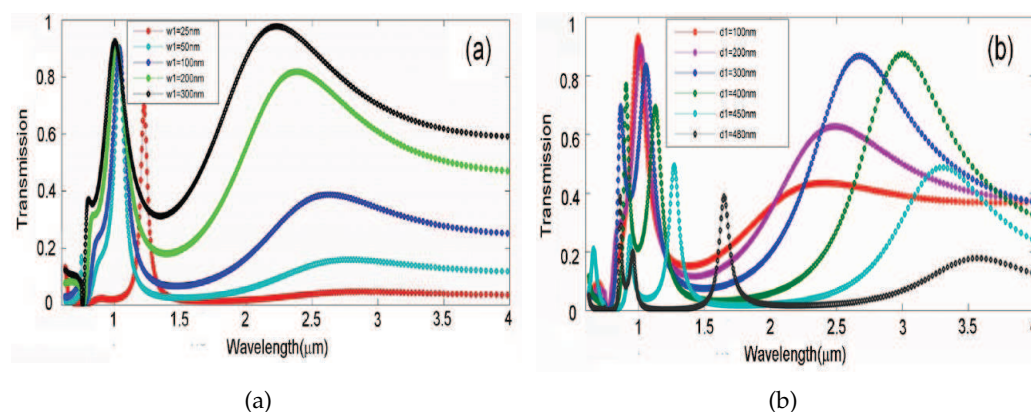 1
0.8
0.6
0.4
0.2
0
Transmission
w1=25nm
w1=50nm
w1=100nm
w1=200nm
w1=300nm
(a)
1 1.5 2 2.5 3 3.5 4
Wavelength(μm)
(a)
1
0.8
0.6
0.4
0.2
0
Transmission
d1=100nm
d1=200nm
d1=300nm
d1=400nm
d1=450nm
d1=480nm
(b)
1 1.5 2 2.5 3 3.5 4
Wavelength(μm)
(b)